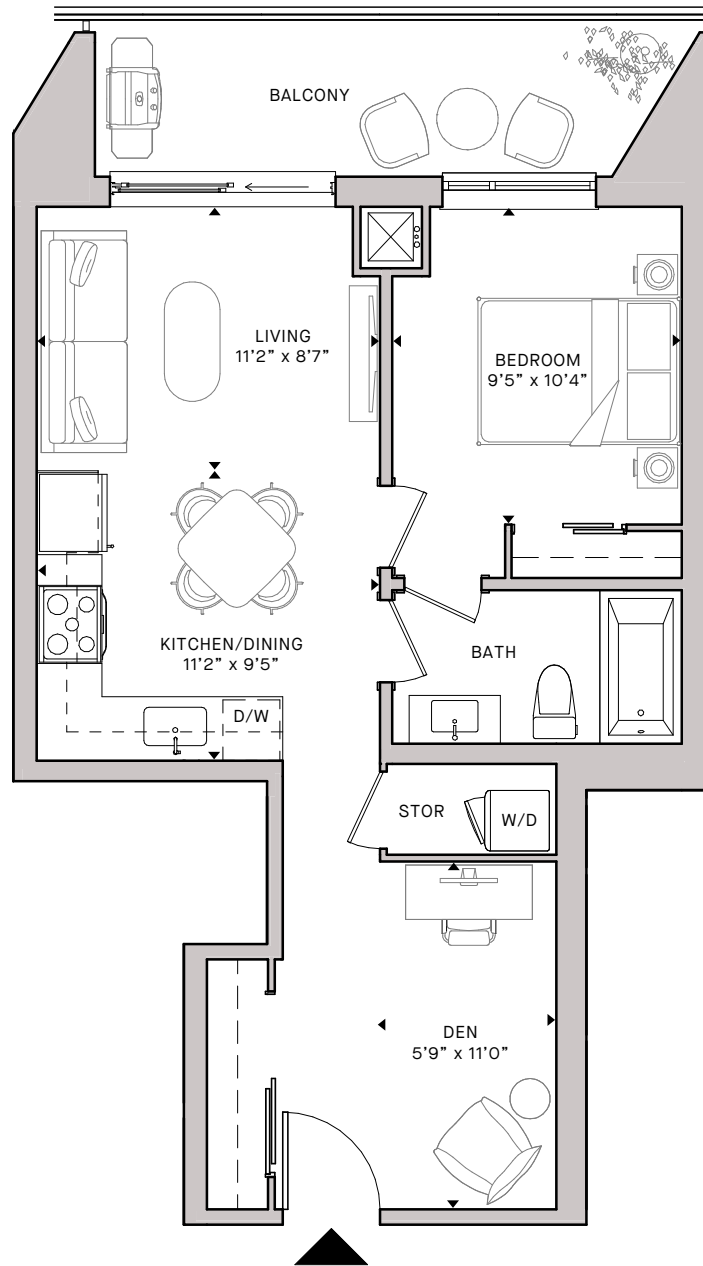 BALCONY
LIVING
11’2” x 8’7”
BEDROOM
9’5” x 10’4”
KITCHEN/DINING
11’2” x 9’5”
BATH
D/W
STOR
W/D
DEN
5’9” x 11’0”